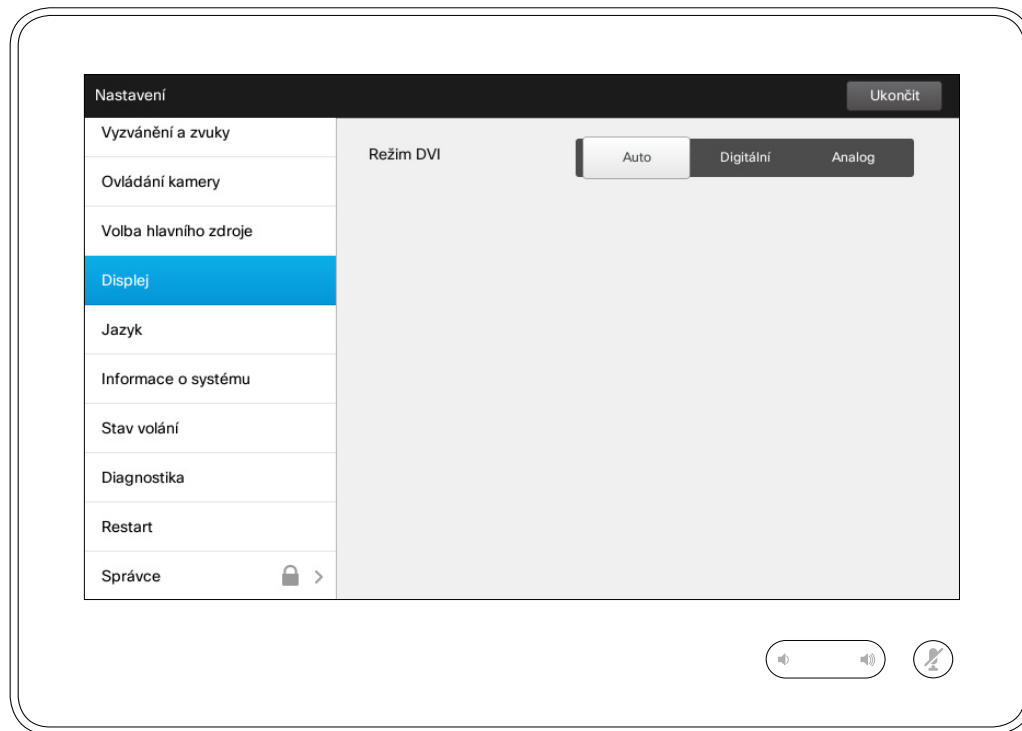 Nastavení
Ukončit
Vyzvánění a zvuky
Ovládání kamery
Volba hlavního zdroje
Displej
Jazyk
Informace o systému
Stav volání
Diagnostika
Restart
Správce
Režim DVI
Auto
Digitální
Analog